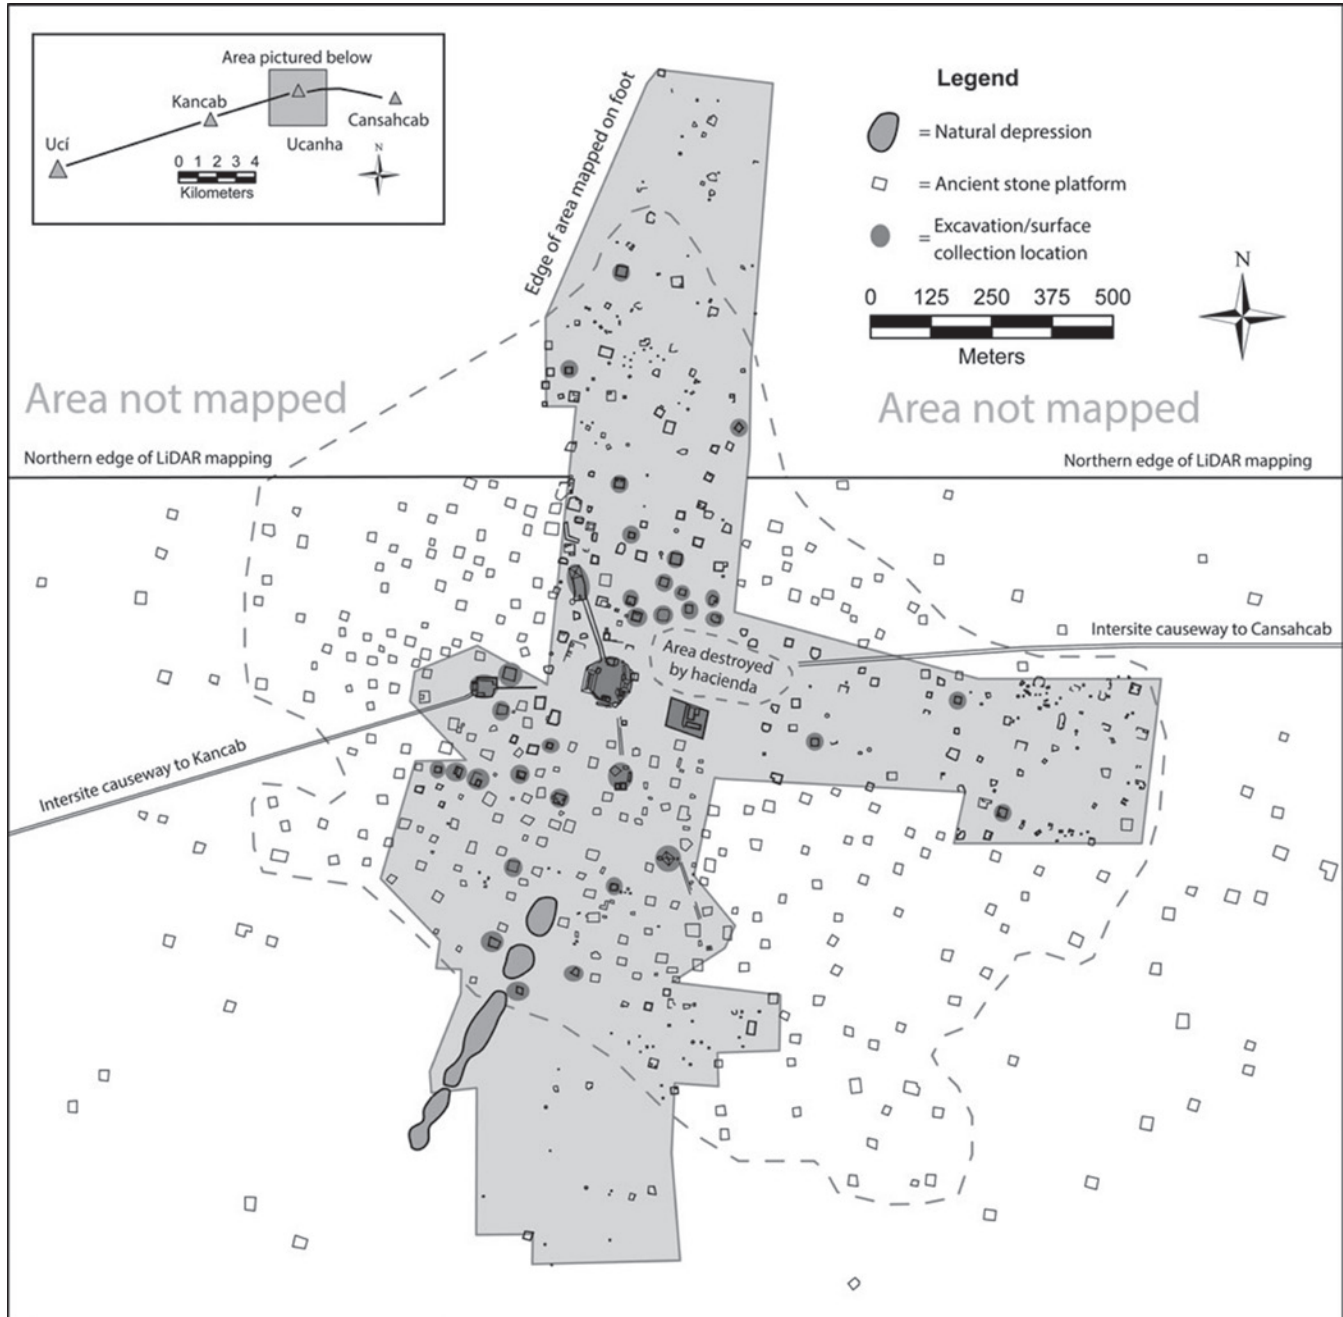 Area pictured below
Kancab
Cansahcab
Ucí
Ucanha
N
0 1 2 3 4
Kilometers
Edge of area mapped on foot
Legend
= Natural depression
= Ancient stone platform
= Excavation/surface
collection location
N
0 125 250 375 500
Meters
Area not mapped
Area not mapped
Northern edge of LiDAR mapping
Northern edge of LiDAR mapping
Intersite causeway to Cansahcab
Area destroyed
by hacienda
Intersite causeway to Kancab